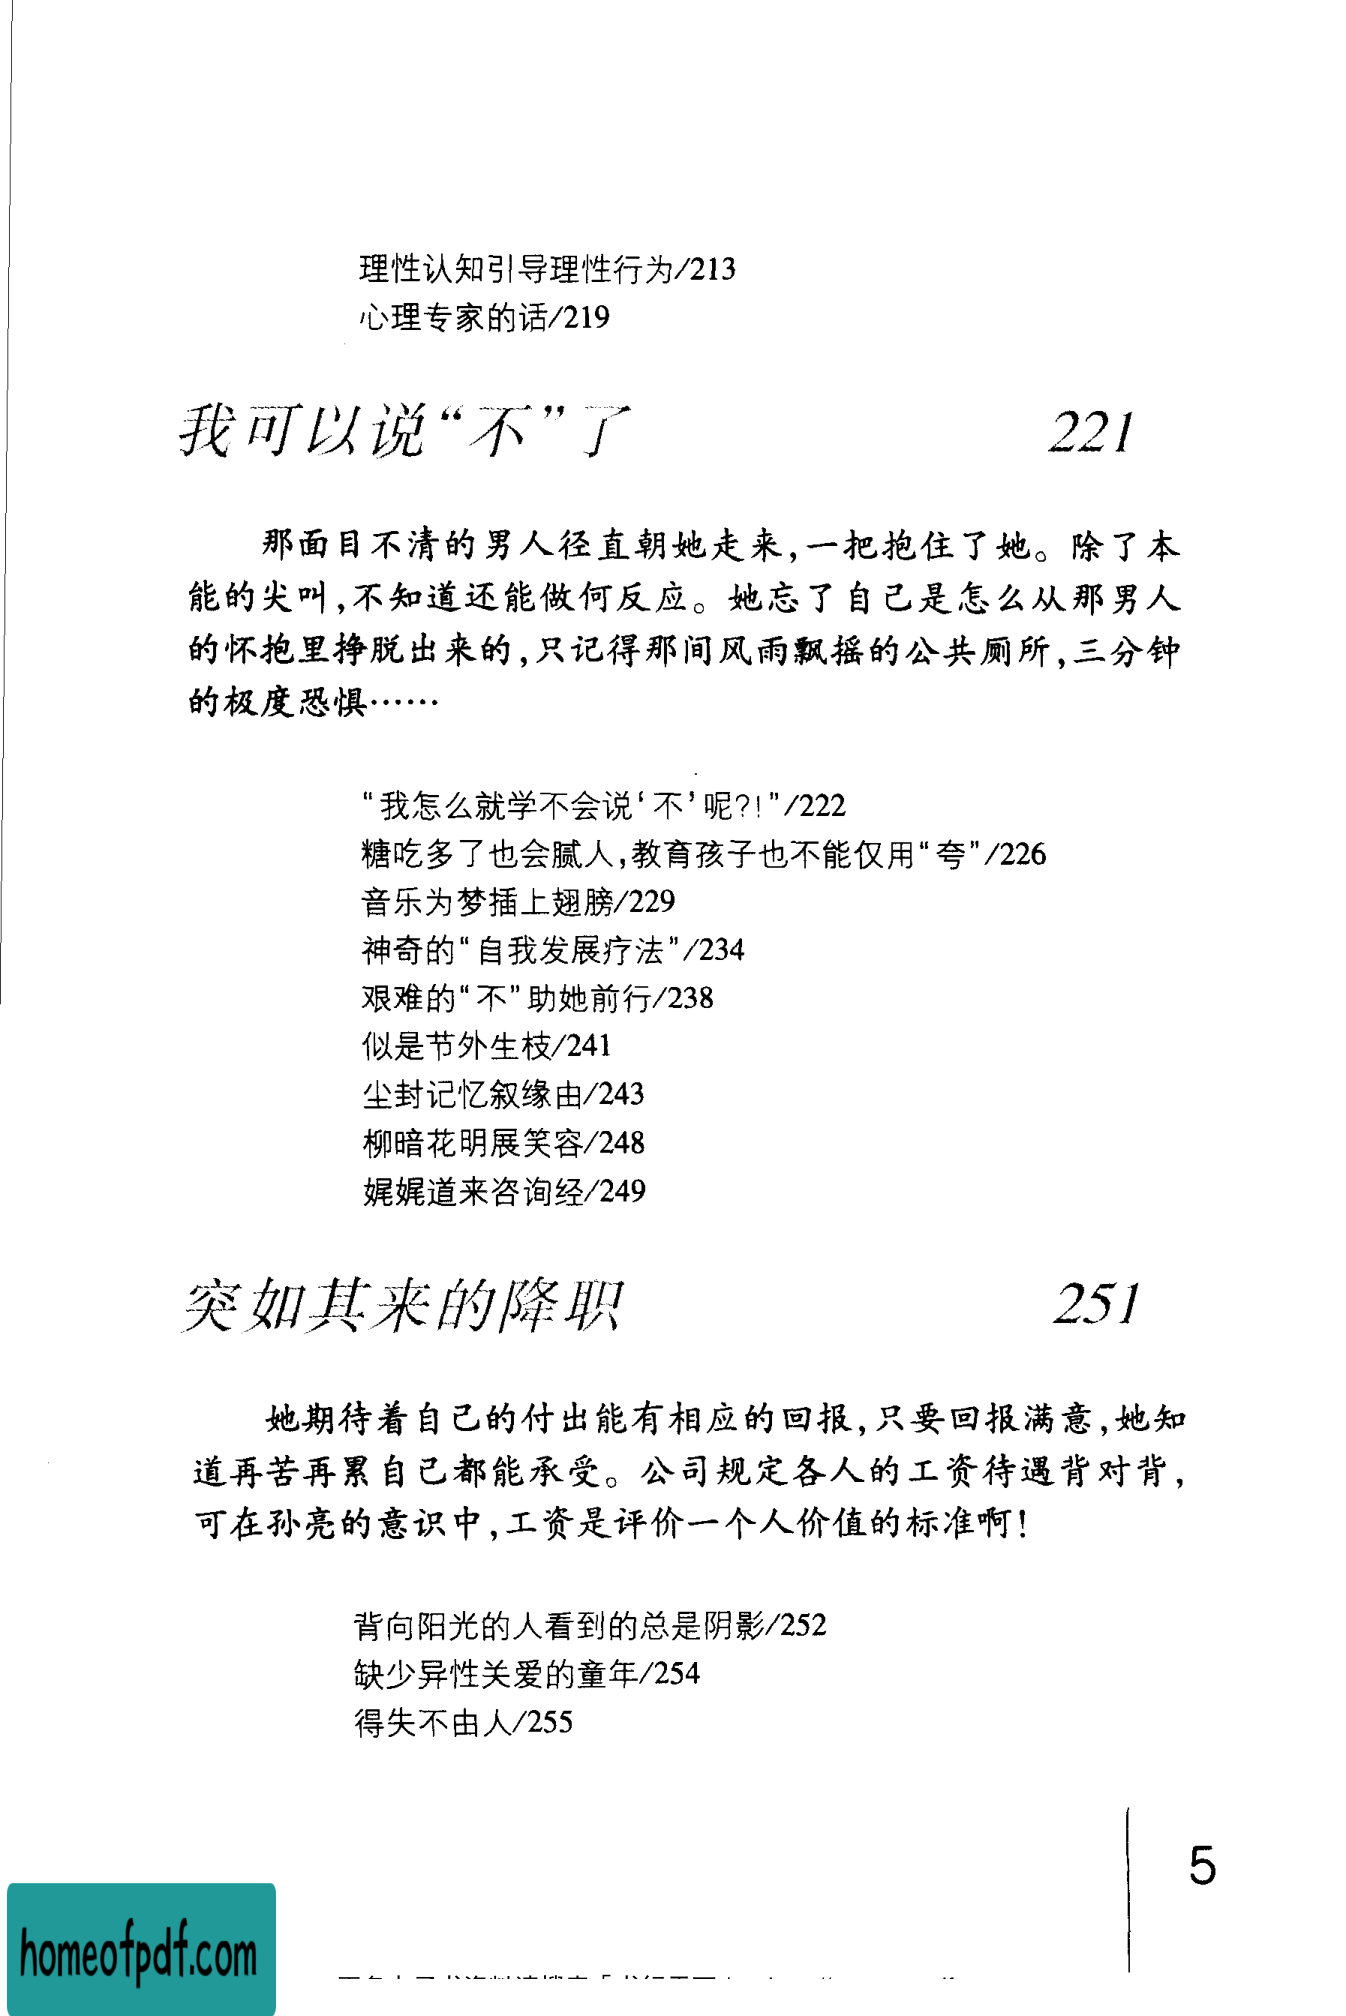 理性认知引导理性行为/213
心理专家的话/219
我可以说“不”了 221
那面目不清的男人径直朝她走来,一把抱住了她。除了本
能的尖叫,不知道还能做何反应。她忘了自己是怎么从那男人
的怀抱里挣脱出来的,只记得那间风雨飘摇的公共厕所,三分钟
的极度恐惧……
“我怎么就学不会说‘不’呢?!”/222
糖吃多了也会腻人,教育孩子也不能仅用“夸”/226
音乐为梦插上翅膀/229
神奇的“自我发展疗法”/234
艰难的“不”助她前行/238
似是节外生枝/241
尘封记忆叙缘由/243
柳暗花明展笑容/248
娓娓道来咨询经/249
突如其来的降职 251
她期待着自己的付出能有相应的回报,只要回报满意,她知
道再苦再累自己都能承受。公司规定各人的工资待遇背对背,
可在孙亮的意识中,工资是评价一个人价值的标准啊!
背向阳光的人看到的总是阴影/252
缺少异性关爱的童年/254
得失不由人/255
5
homeofpdf.com